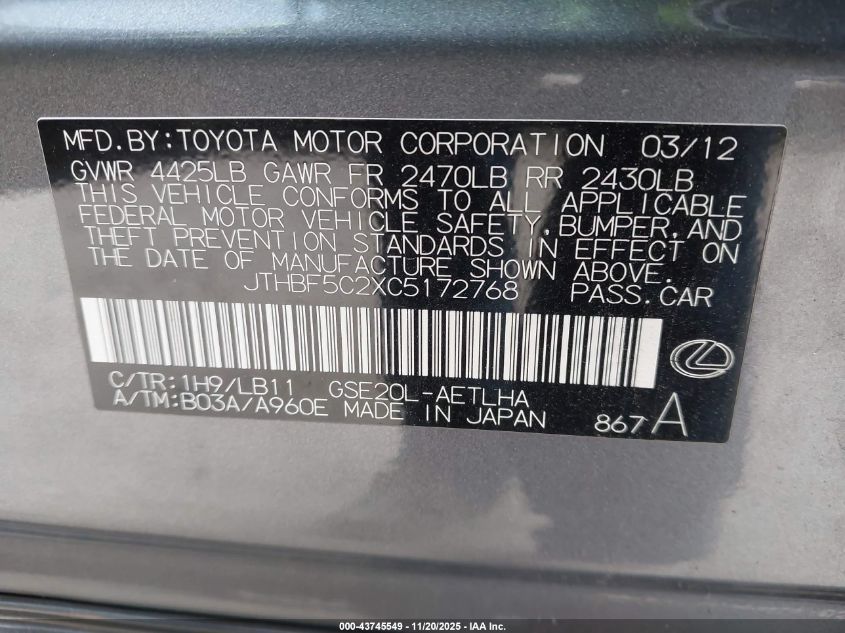 MFD.BY:TOYOTA MOTOR CORPORATION 03/12
GVWR 4425LB GAWR FR 2470LB RR 2430LB
THIS VEHICLE CONFORMS TO ALL APPLICABLE
FEDERAL MOTOR VEHICLE SAFETY,BUMPER,AND
THEFT PREVENTION STANDARDS IN EFFECT ON
THE DATE OF MANUFACTURE SHOWN ABOVE.
JTHBF5C2XC5172768 PASS.CAR
C/TR:1H9/LB11 GSE20L-AETLHA
A/TM:B03A/A960E MADE IN JAPAN
867 A
000-43745549 | 11/20/2025 - IAA Inc.